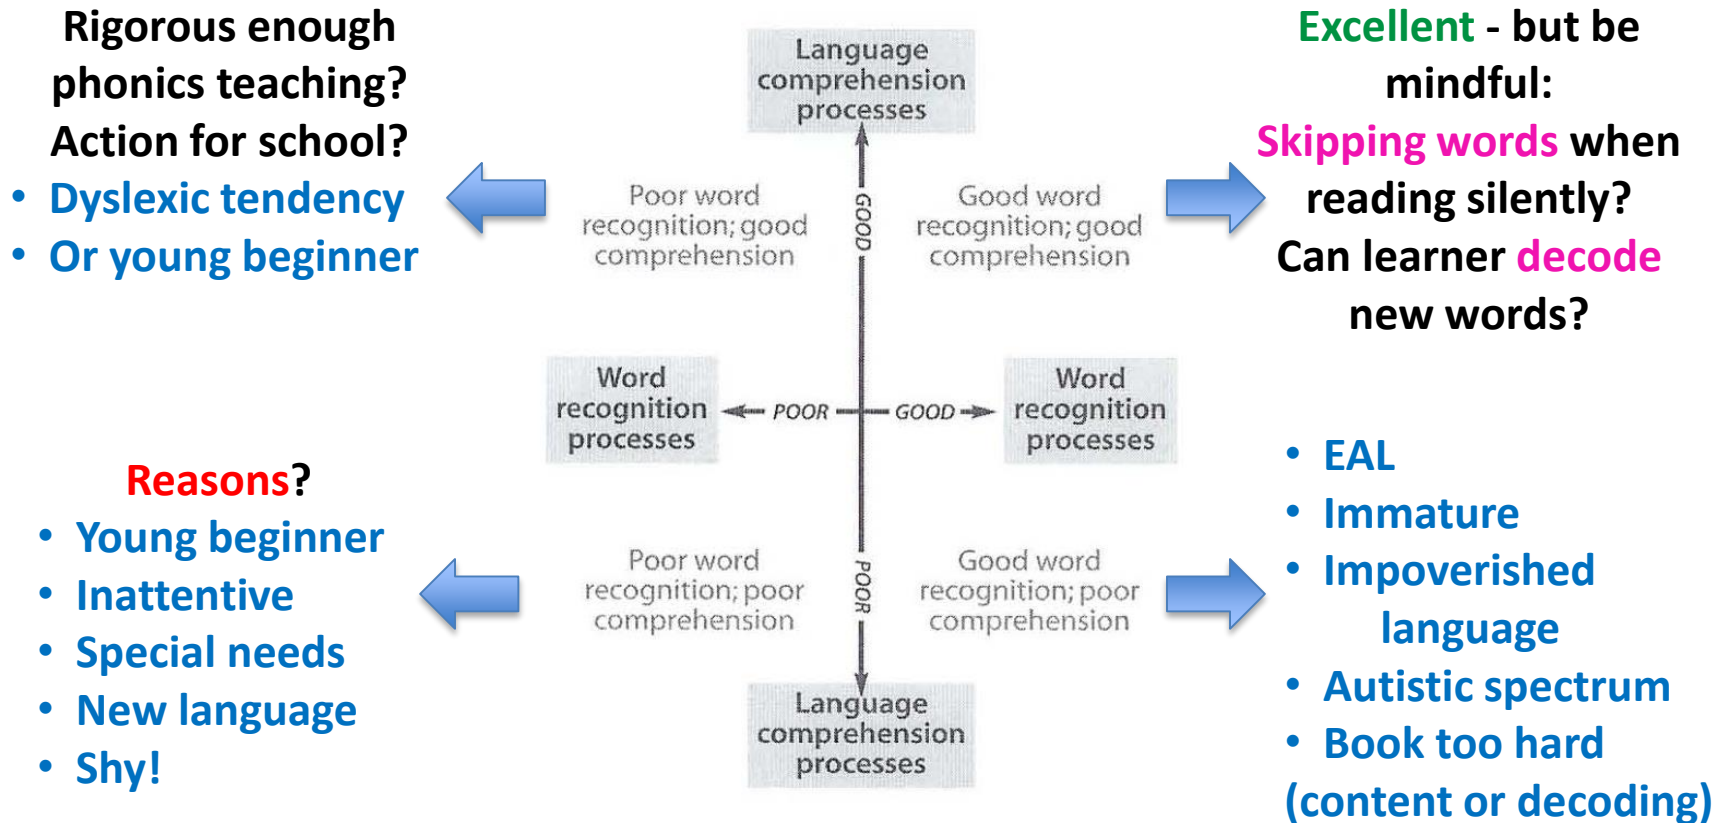 Rigorous enough
phonics teaching?
Action for school?
• Dyslexic tendency
• Or young beginner
Language
comprehension
processes
Excellent - but be
mindful:
Skipping words when
reading silently?
Can learner decode
new words?
Poor word
recognition; good
comprehension
GOOD
Good word
recognition; good
comprehension
Word
recognition
processes
POOR
GOOD
Word
recognition
processes
Reasons?
• Young beginner
• Inattentive
• Special needs
• New language
• Shy!
Poor word
recognition; poor
comprehension
POOR
Good word
recognition; poor
comprehension
• EAL
• Immature
• Impoverished
language
• Autistic spectrum
• Book too hard
(content or decoding)
Language
comprehension
processes